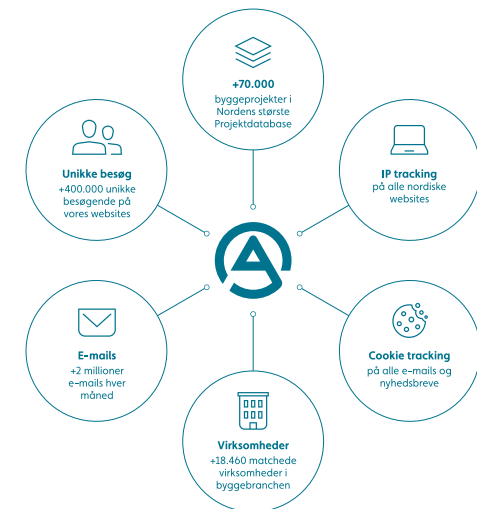 +70.000
byggeprojekter i
Nordens største
Projektdatabase
Unikke besøg
+400.000 unikke
besøgende på
vores websites
IP tracking
på alle nordiske
websites
E-mails
+2 millioner
e-mails hver
måned
Cookie tracking
på alle e-mails og
nyhedsbreve
Virksomheder
+18.460 matchede
virksomheder i
byggebranchen